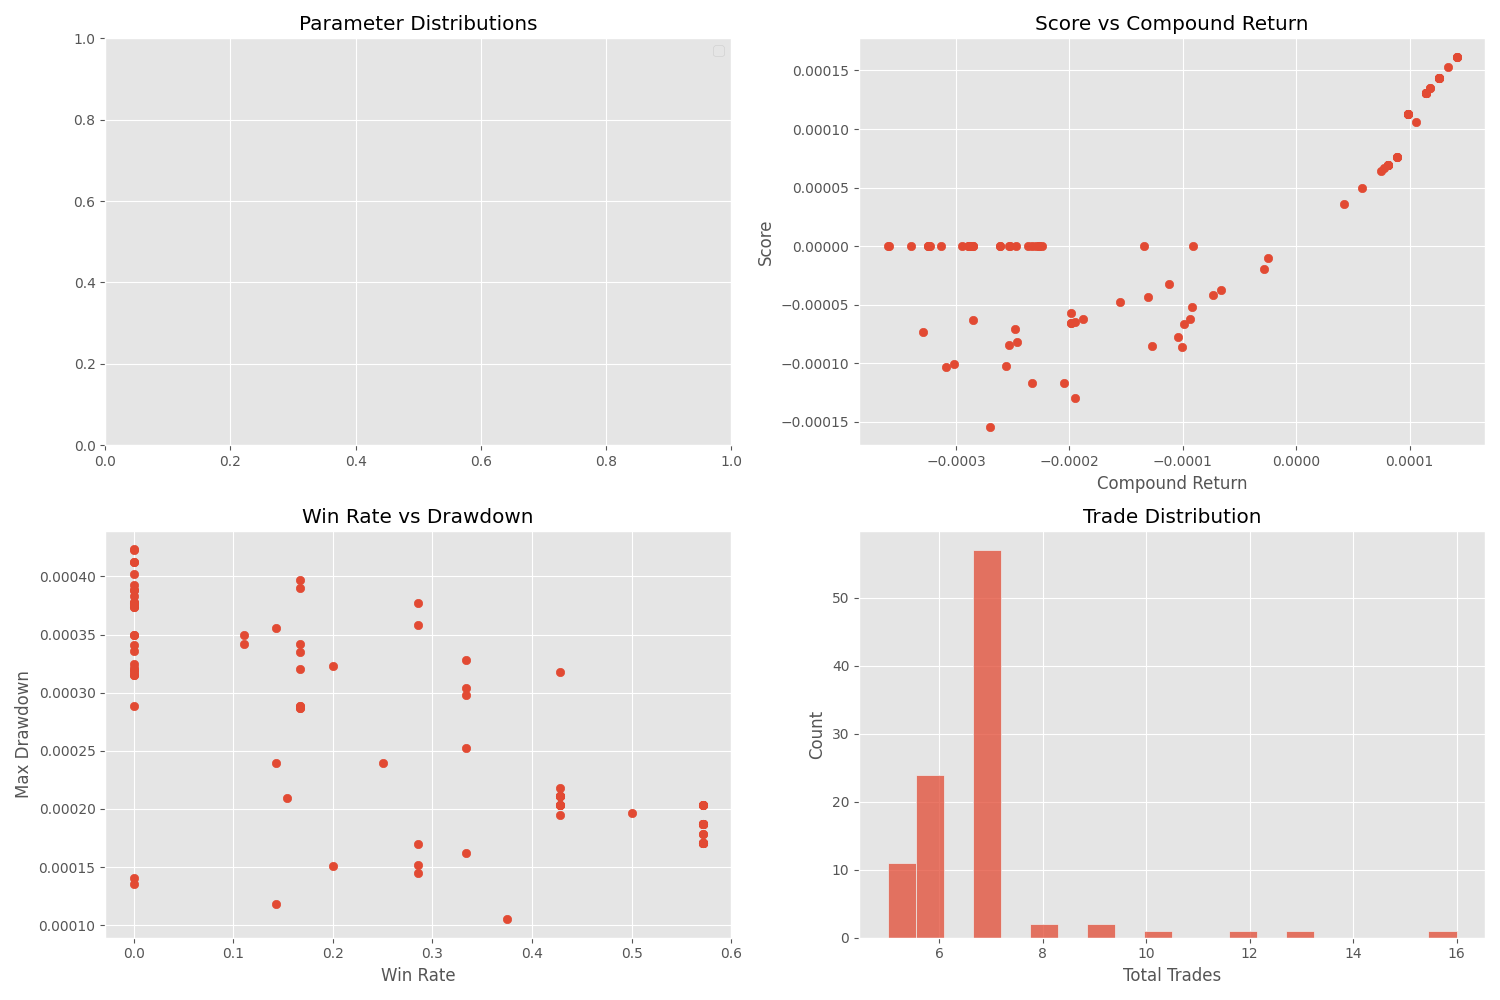 Parameter Distributions
1.0
0.8
0.6
0.4
0.2
0.0
0.0 0.2 0.4 0.6 0.8 1.0
Score vs Compound Return
Score
0.00015
0.00010
0.00005
0.00000
−0.00005
−0.00010
−0.00015
−0.0003 −0.0002 −0.0001 0.0000 0.0001
Compound Return
Win Rate vs Drawdown
Max Drawdown
0.00040
0.00035
0.00030
0.00025
0.00020
0.00015
0.00010
0.0 0.1 0.2 0.3 0.4 0.5 0.6
Win Rate
Trade Distribution
Count
50
40
30
20
10
0
6 8 10 12 14 16
Total Trades